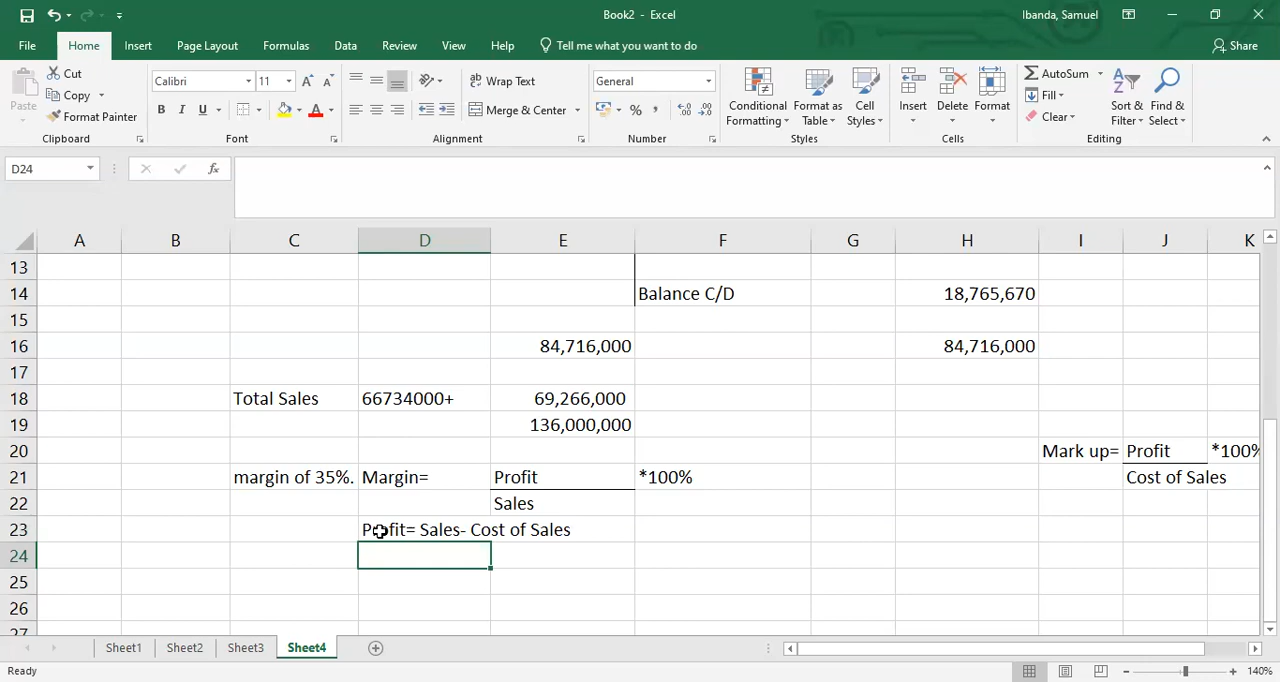 Book2 - Excel
Ibanda, Samuel
File Home Insert Page Layout Formulas Data Review View Help Tell me what you want to do Share
Paste
Cut
Copy
Format Painter
Clipboard
Calibri 11
B I U A
Font
Wrap Text
Merge & Center
Alignment
General
% ,
Number
Conditional Formatting
Format as Table
Cell Styles
Styles
Insert
Delete
Format
Cells
AutoSum
Fill
Clear
Sort & Filter
Find & Select
Editing
D24
fx
A B C D E F G H I J K
13
14 Balance C/D 18,765,670
15
16 84,716,000 84,716,000
17
18 Total Sales 66734000+ 69,266,000
19 136,000,000
20 Mark up= Profit *100%
21 margin of 35%. Margin= Profit *100% Cost of Sales
22 Sales
23 Profit= Sales- Cost of Sales
24
25
26
27
Sheet1 Sheet2 Sheet3 Sheet4
Ready
140%